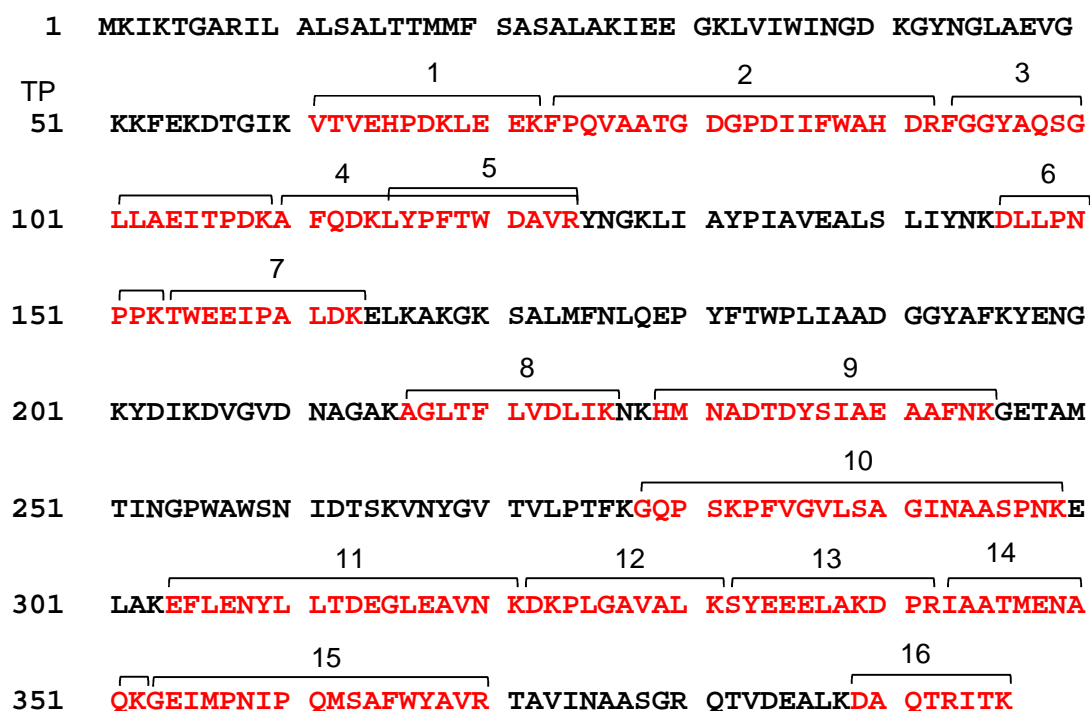 1 MKIKTGARIL ALSALTTMMF SASALAKIEE GKLVIWINGD KGYNGLAEVG
1 2 3
TP
51 KKFEKDTGIK VTVEHPDKLE EKFPQVAATG DGPDIIFWAH DRFGGYAQSG
4 5 6
101 LLAEITPDKA FQDKLYPFTW DAVRYNGKLI AYPIAVEALS LIYNKDLLPN
7
151 PPKTWEEIPA LDKELKAKGK SALMFNLQEP YFTWPLIAAD GGYAFKYENG
8 9
201 KYDIKDVGVD NAGAKAGLTF LVDLIKNKHM NADTDYSIAE AAFNKGETAM
10
251 TINGPWAWSN IDTSKVNYGV TVLPTFKGQP SKPFVGVLSA GINAASPNKE
11 12 13 14
301 LAKEFLENYL LTDEGLEAVN KDKPLGAVAL KSYEEELAKD PRIAATMENA
15 16
351 QKGEIMPNIP QMSAFWYAVR TAVINAASGR QTVDEALKDA QTRITK